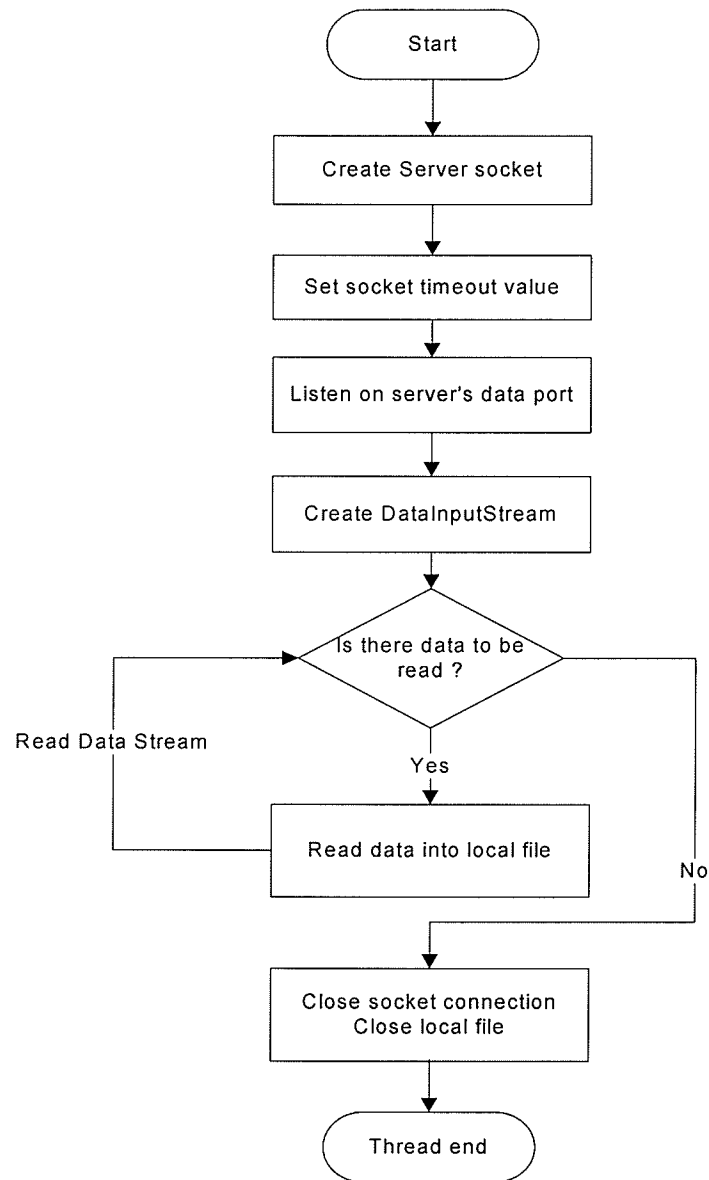 Start
Create Server socket
Set socket timeout value
Listen on server's data port
Create DataInputStream
Is there data to be
read ?
Read Data Stream
Yes
Read data into local file
No
Close socket connection
Close local file
Thread end